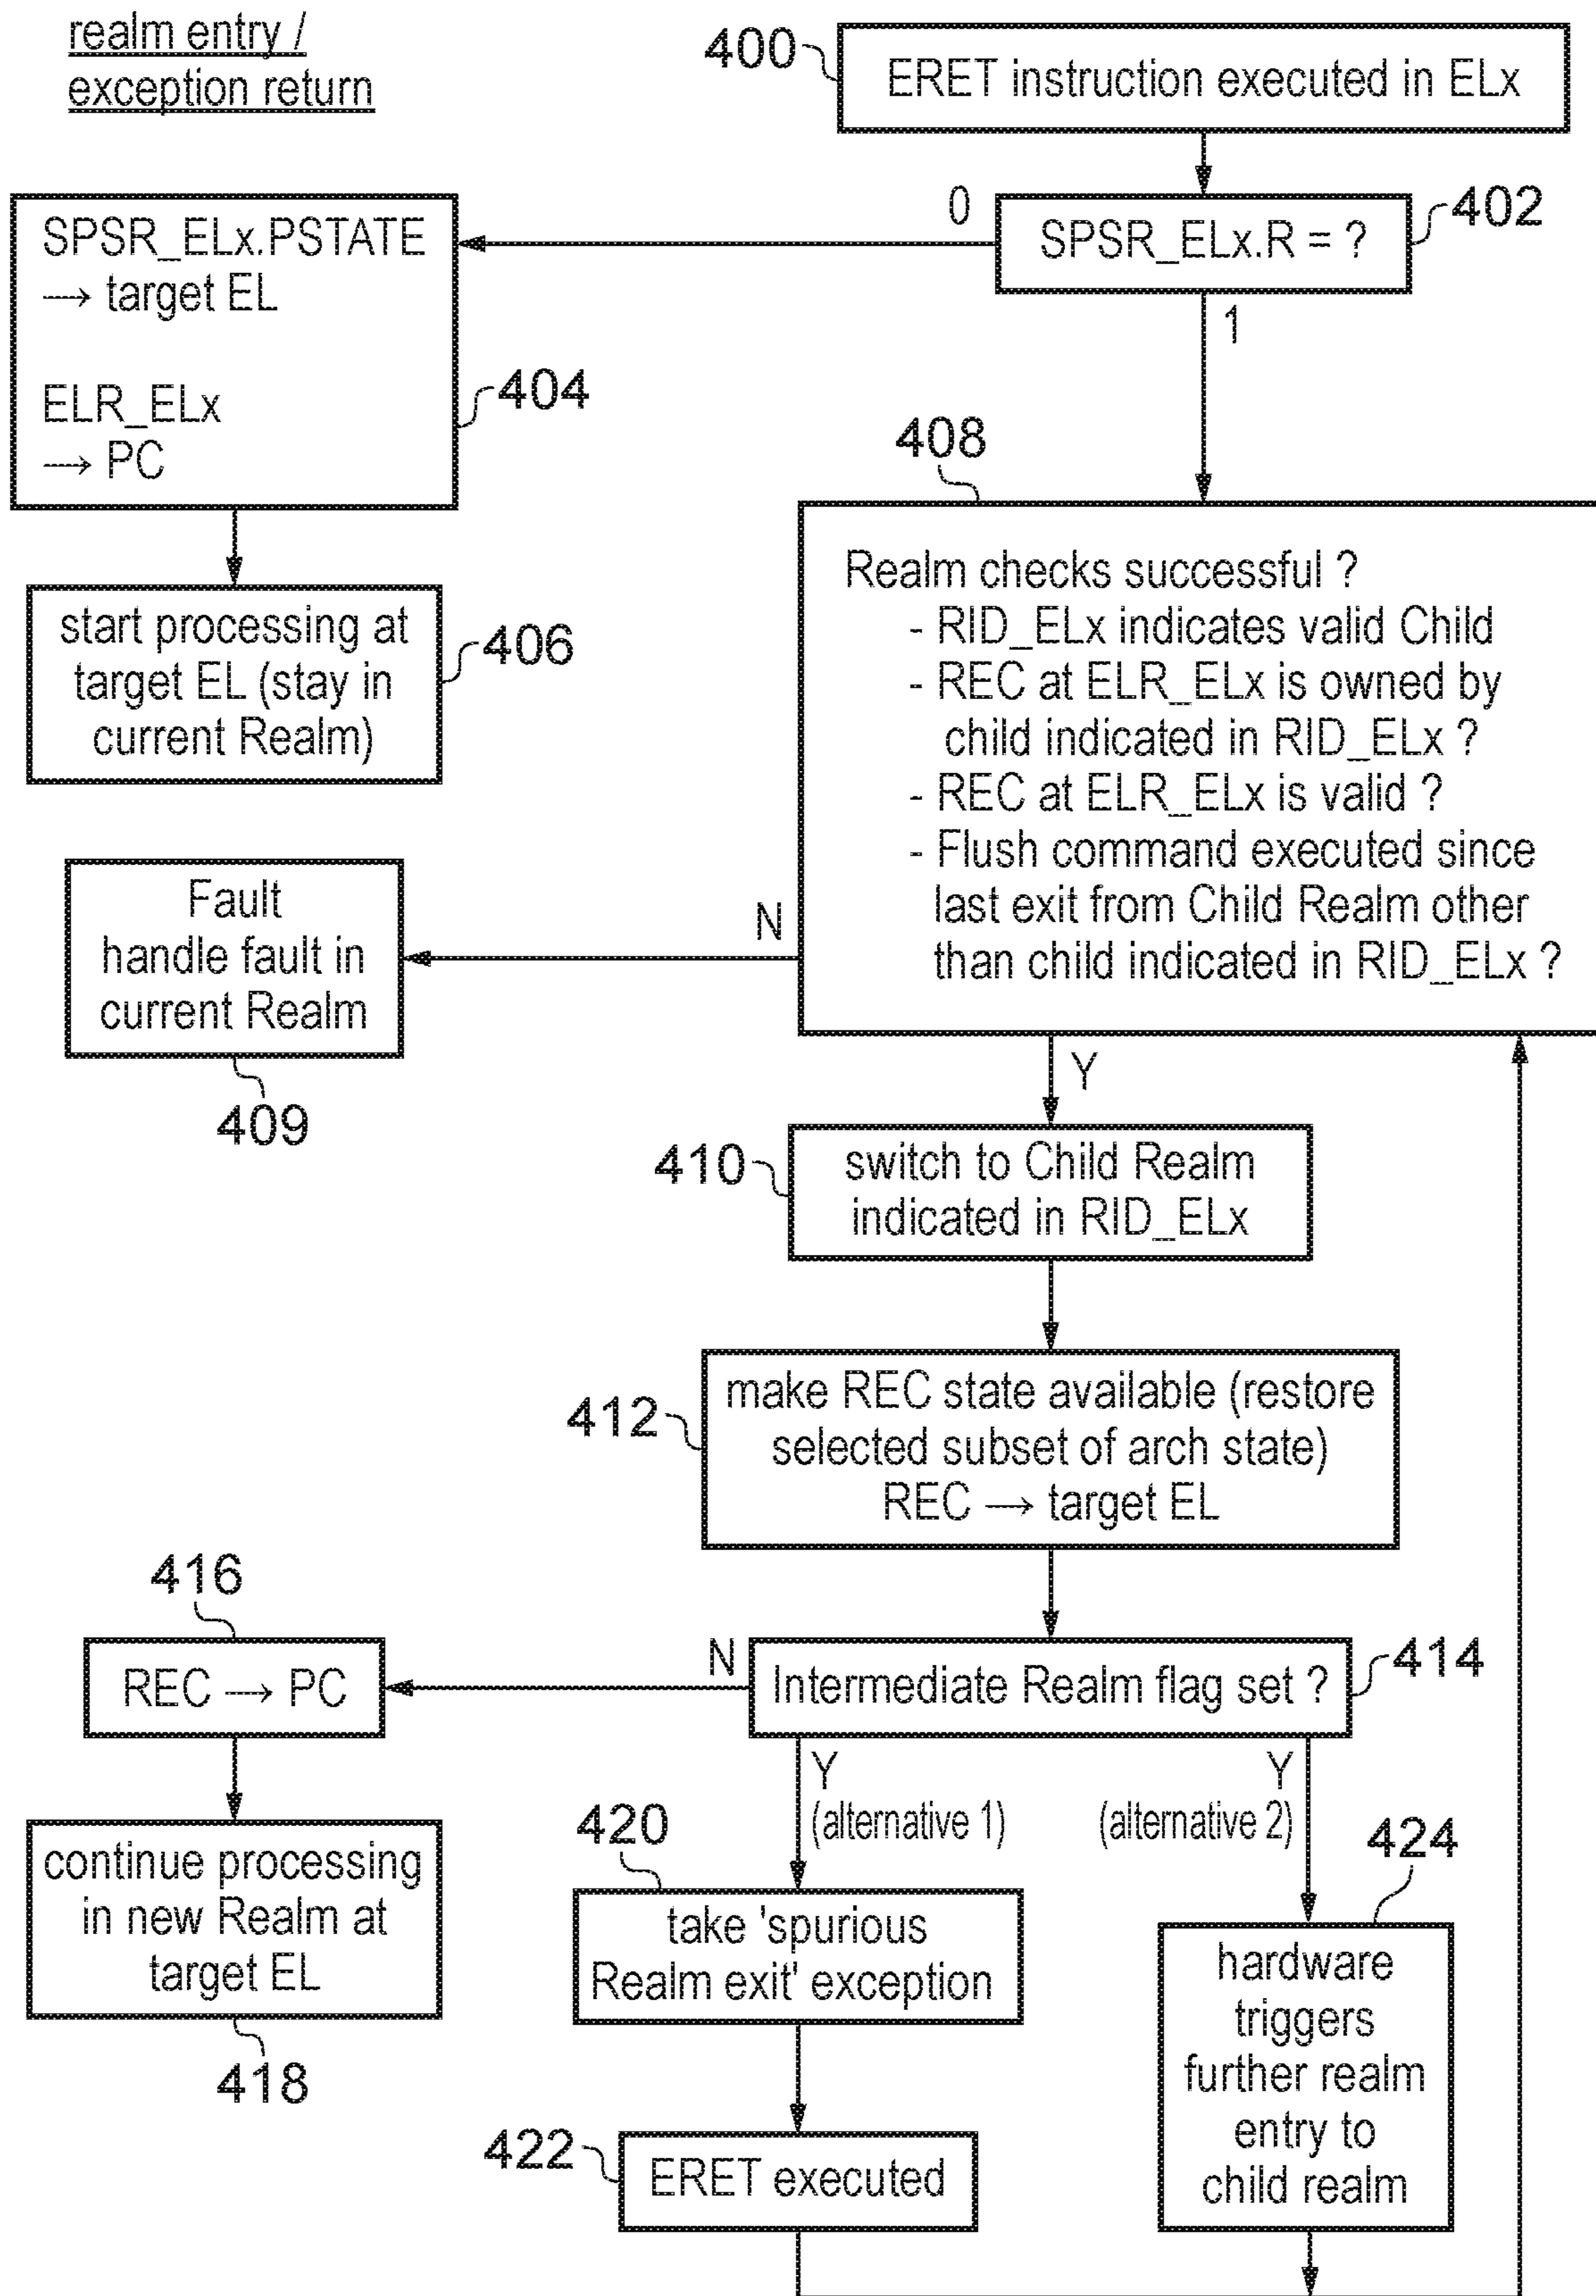 realm entry /
exception return
400
ERET instruction executed in ELx
0
SPSR_ELx.R = ?
402
1
SPSR_ELx.PSTATE
→ target EL
ELR_ELx
→ PC
404
start processing at
target EL (stay in
current Realm)
406
408
Realm checks successful ?
- RID_ELx indicates valid Child
- REC at ELR_ELx is owned by
child indicated in RID_ELx ?
- REC at ELR_ELx is valid ?
- Flush command executed since
last exit from Child Realm other
than child indicated in RID_ELx ?
N
Fault
handle fault in
current Realm
409
Y
410
switch to Child Realm
indicated in RID_ELx
412
make REC state available (restore
selected subset of arch state)
REC → target EL
414
Intermediate Realm flag set ?
N
416
REC → PC
continue processing
in new Realm at
target EL
418
Y
(alternative 1)
Y
(alternative 2)
420
take 'spurious
Realm exit' exception
422
ERET executed
424
hardware
triggers
further realm
entry to
child realm